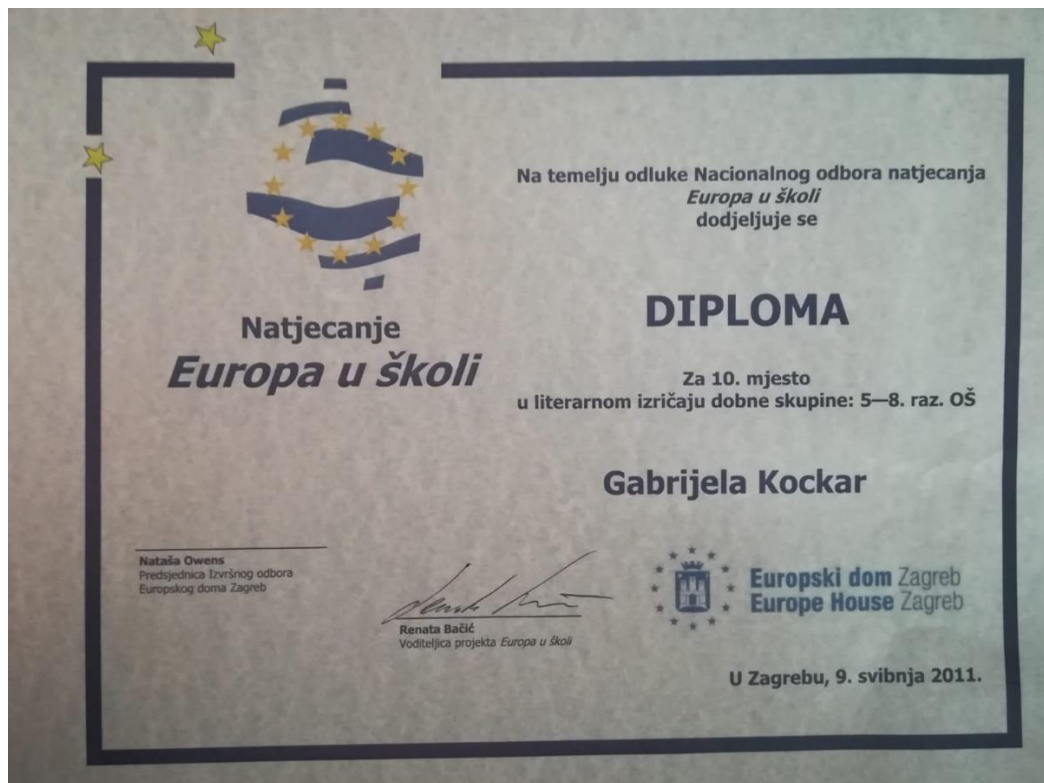 Natjecanje
Europa u školi
Na temelju odluke Nacionalnog odbora natjecanja
Europa u školi
dodjeljuje se
DIPLOMA
Za 10. mjesto
u literarnom izričaju dobne skupine: 5—8. raz. OŠ
Gabrijela Kockar
Nataša Owens
Predsjednica Izvršnog odbora
Europskog doma Zagreb
Renata Bačić
Voditeljica projekta Europa u školi
Europski dom Zagreb
Europe House Zagreb
U Zagrebu, 9. svibnja 2011.